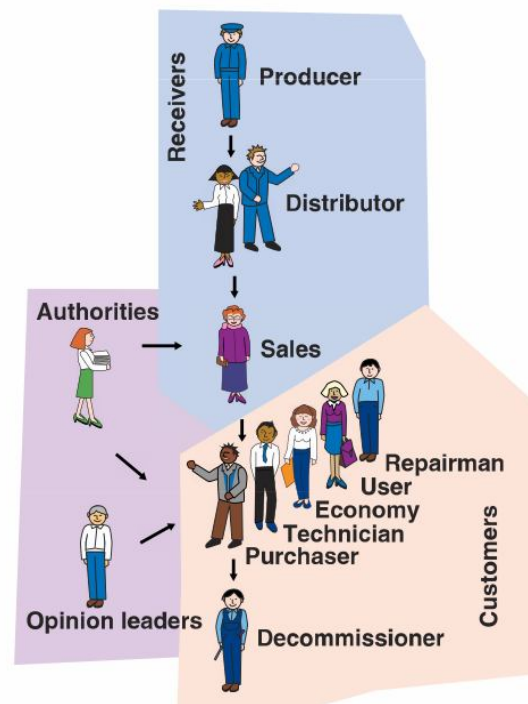 Receivers
Producer
Distributor
Authorities
Sales
Repairman
User
Economy
Technician
Purchaser
Customers
Opinion leaders
Decommissioner